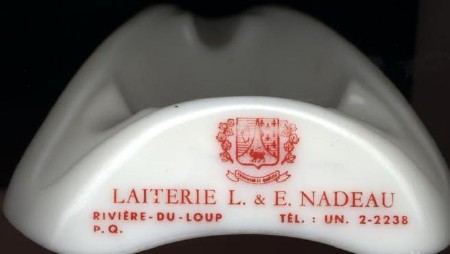 LAITERIE L. & E. NADEAU
RIVIÈRE-DU-LOUP TÉL. : UN. 2-2238
P.Q.